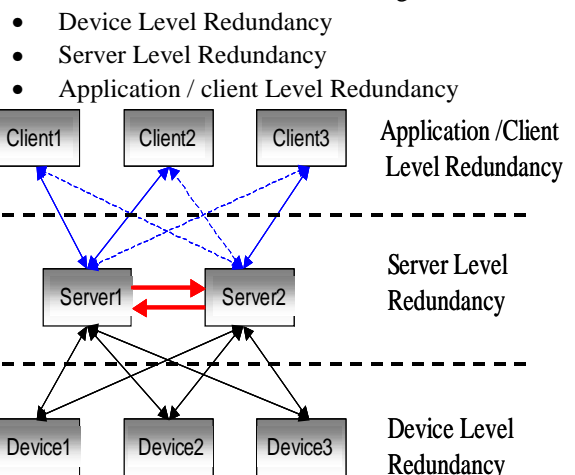 • Device Level Redundancy
• Server Level Redundancy
• Application / client Level Redundancy
Client1 Client2 Client3 Application /Client
Level Redundancy
Server1 Server2 Server Level
Redundancy
Device1 Device2 Device3 Device Level
Redundancy